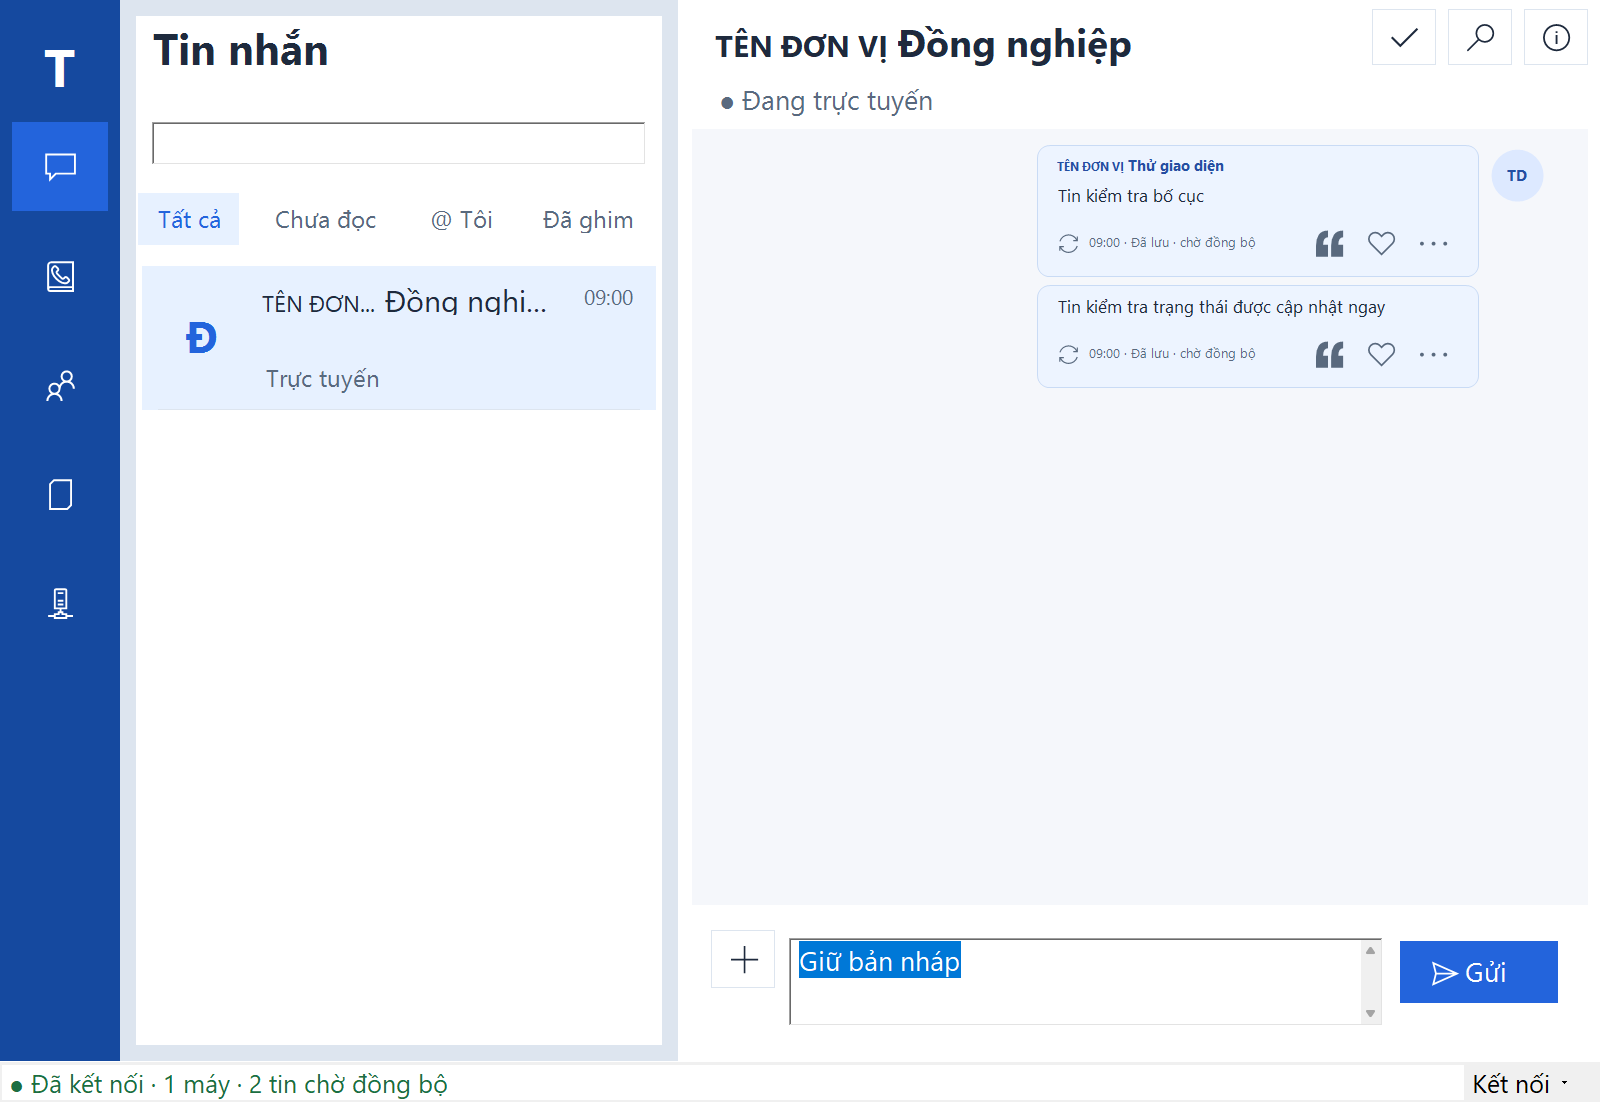 T
Tin nhắn
Tất cả
Chưa đọc
@ Tôi
Đã ghim
Đ
TÊN ĐƠN... Đồng nghi...
09:00
Trực tuyến
TÊN ĐƠN VỊ Đồng nghiệp
● Đang trực tuyến
TÊN ĐƠN VỊ Thử giao diện
Tin kiểm tra bố cục
09:00 · Đã lưu · chờ đồng bộ
TD
Tin kiểm tra trạng thái được cập nhật ngay
09:00 · Đã lưu · chờ đồng bộ
Giữ bản nháp
Gửi
● Đã kết nối · 1 máy · 2 tin chờ đồng bộ
Kết nối